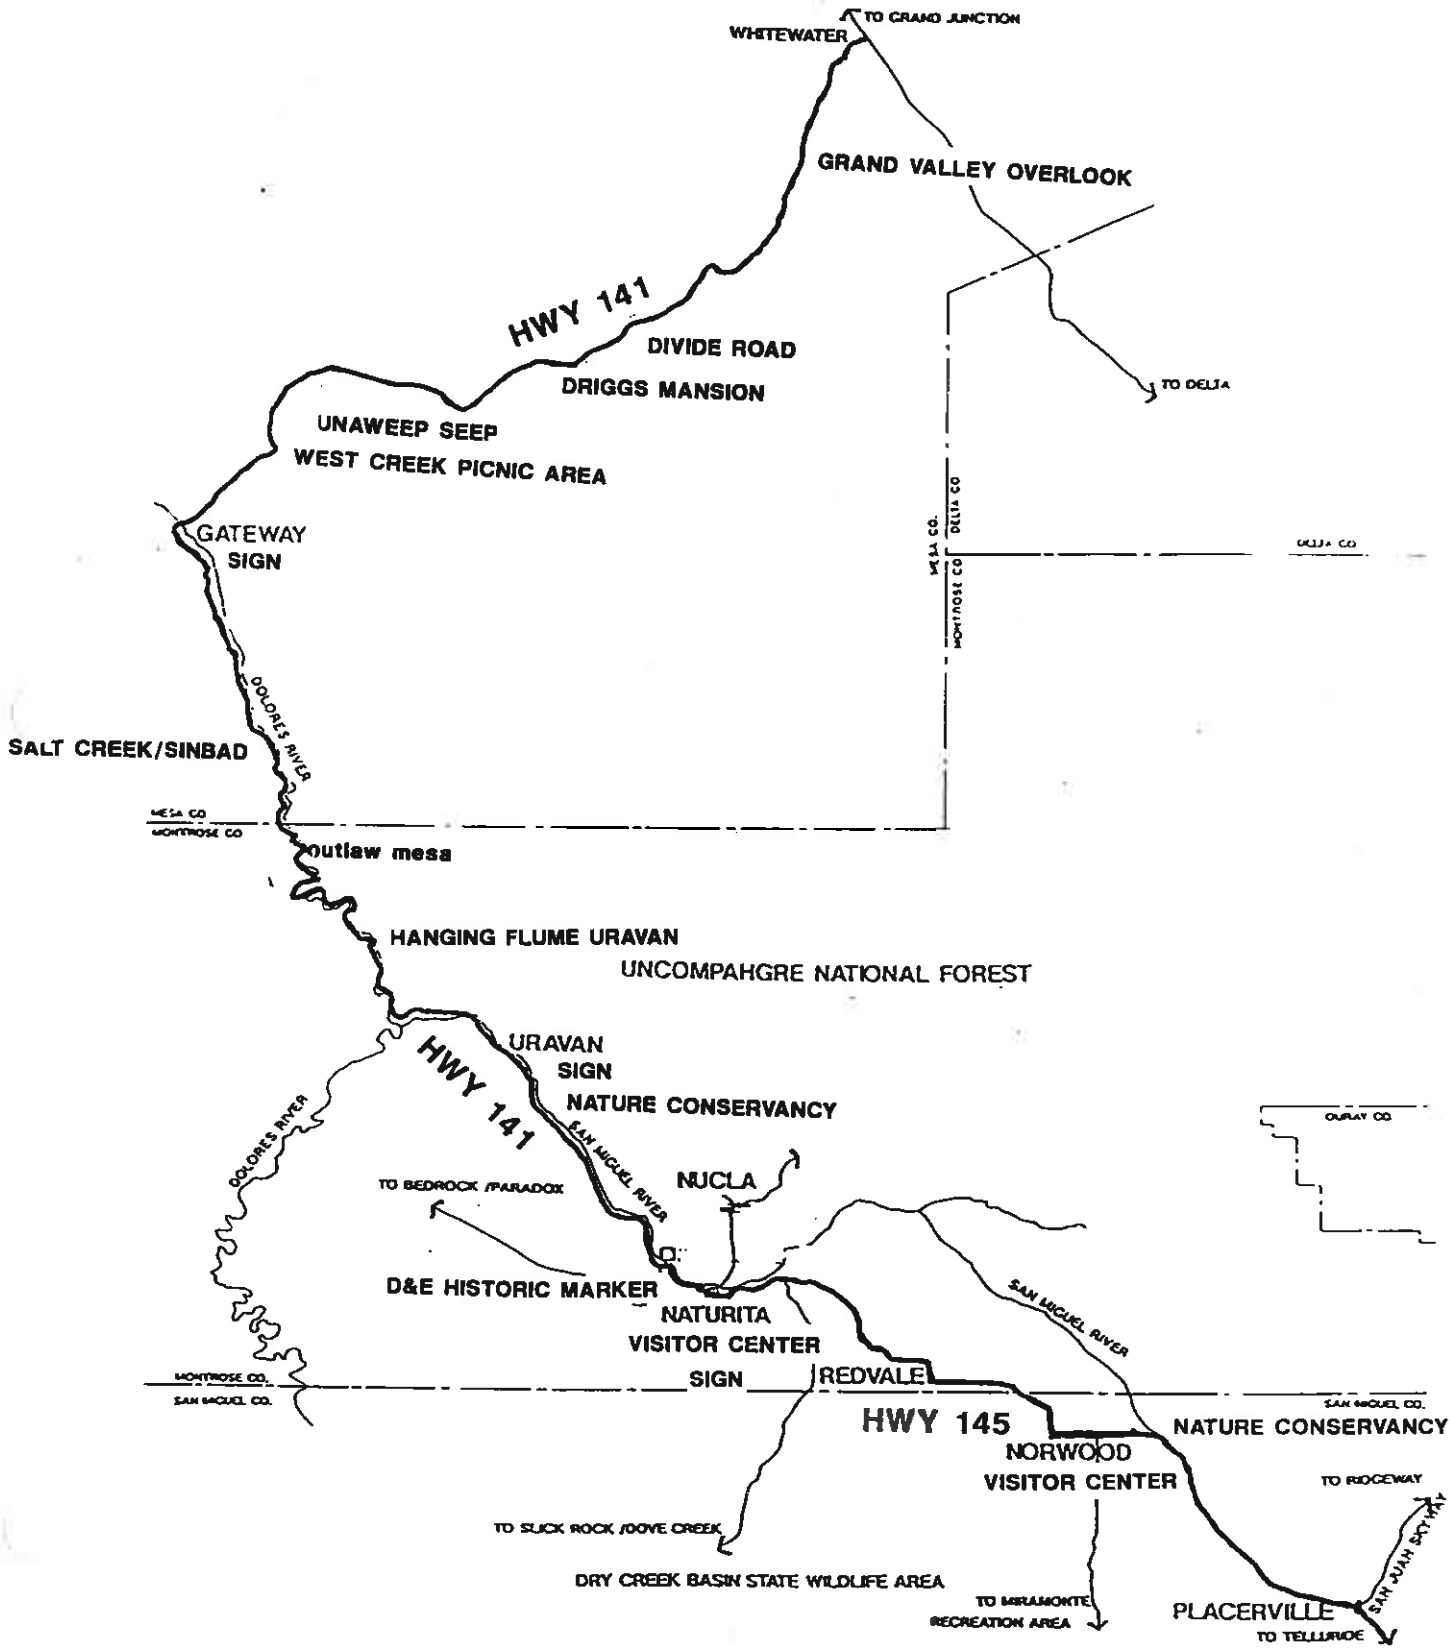 TO GRAND JUNCTION
WHITEWATER
GRAND VALLEY OVERLOOK
HWY 141
DIVIDE ROAD
DRIGGS MANSION
TO DELTA
UNAWEEP SEEP
WEST CREEK PICNIC AREA
GATEWAY
SIGN
MESA CO.
DELTA CO
MONTROSE CO
DELTA CO
DOLORES RIVER
SALT CREEK/SINBAD
MESA CO
MONTROSE CO
outlaw mesa
HANGING FLUME URAVAN
UNCOMPAHGRE NATIONAL FOREST
URAVAN
SIGN
HWY 141
NATURE CONSERVANCY
OURAY CO.
DOLORES RIVER
SAN MIGUEL RIVER
NUCLA
TO BEDROCK /PARADOX
D&E HISTORIC MARKER
NATURITA
VISITOR CENTER
SIGN
SAN MIGUEL RIVER
REDVALE
MONTROSE CO.
SAN MIGUEL CO.
SAN MIGUEL CO.
HWY 145
NATURE CONSERVANCY
NORWOOD
VISITOR CENTER
TO RIDGEWAY
SAN JUAN SKYWAY
TO SLICK ROCK /DOVE CREEK
DRY CREEK BASIN STATE WILDLIFE AREA
TO MIRAMONTE
RECREATION AREA
PLACERVILLE
TO TELLURIDE